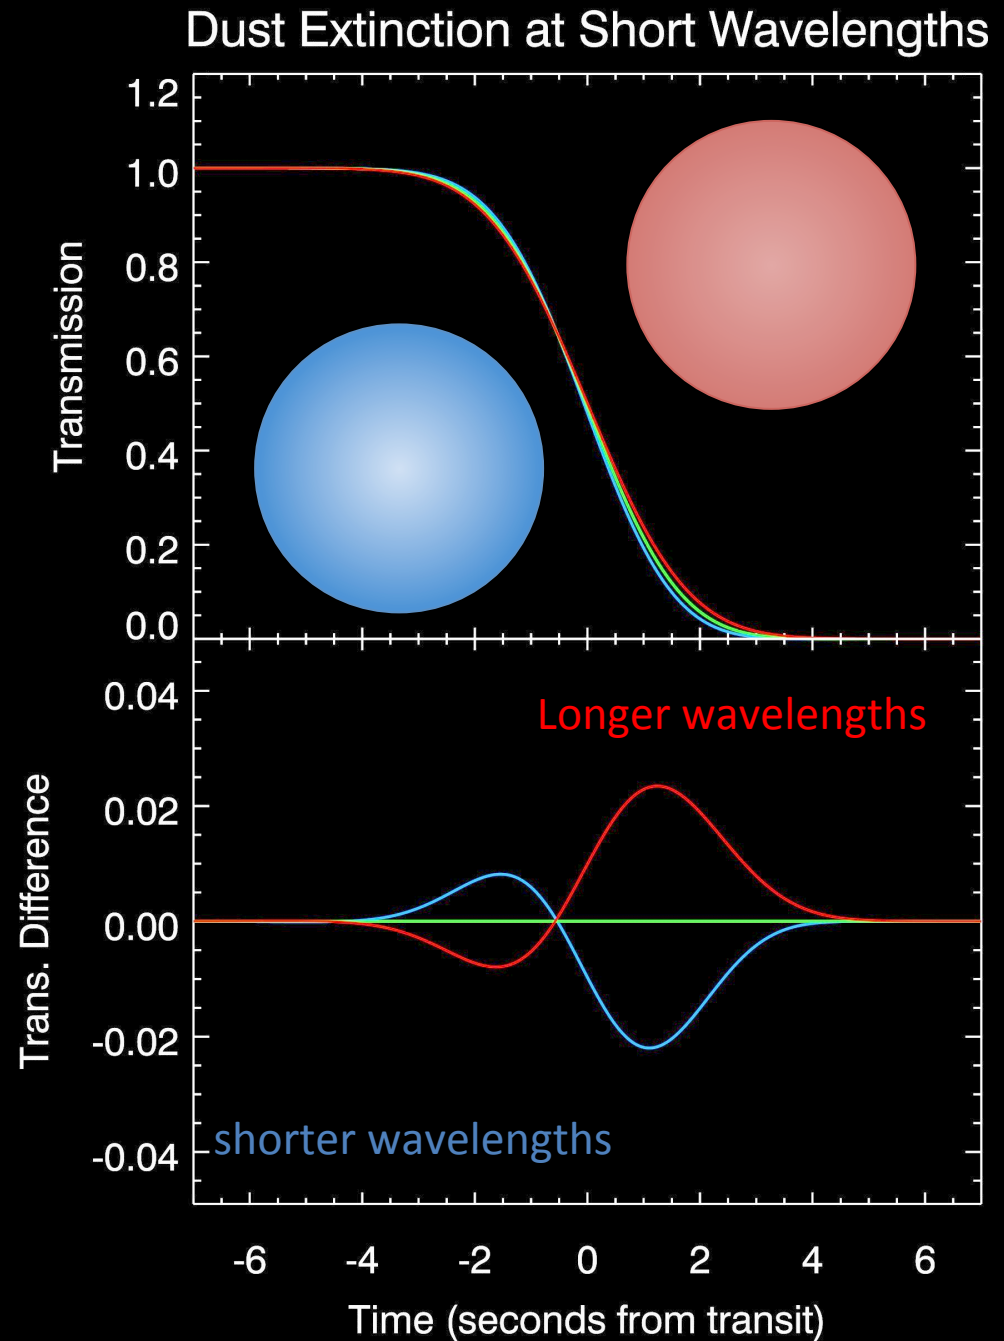 Dust Extinction at Short Wavelengths
1.2
1.0
0.8
0.6
0.4
0.2
0.0
Transmission
Longer wavelengths
0.04
0.02
0.00
-0.02
-0.04
Trans. Difference
shorter wavelengths
-6 -4 -2 0 2 4 6
Time (seconds from transit)